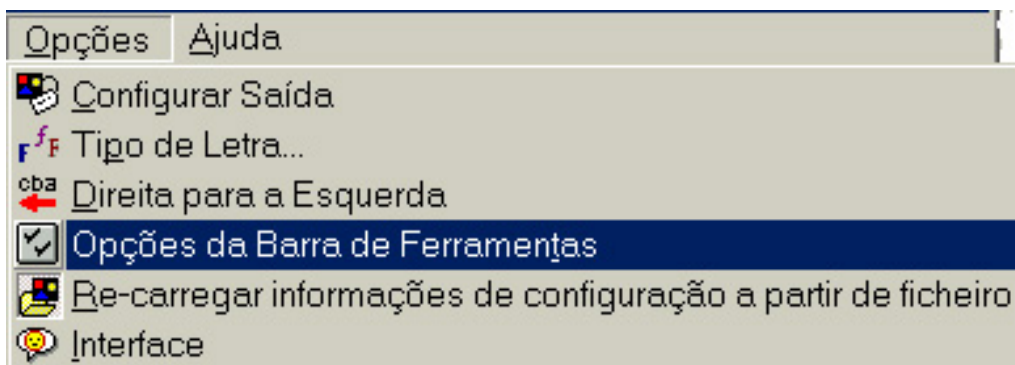 Opções Ajuda
Configurar Saída
Tipo de Letra...
cba Direita para a Esquerda
Opções da Barra de Ferramentas
Re-carregar informações de configuração a partir de ficheiro
Interface